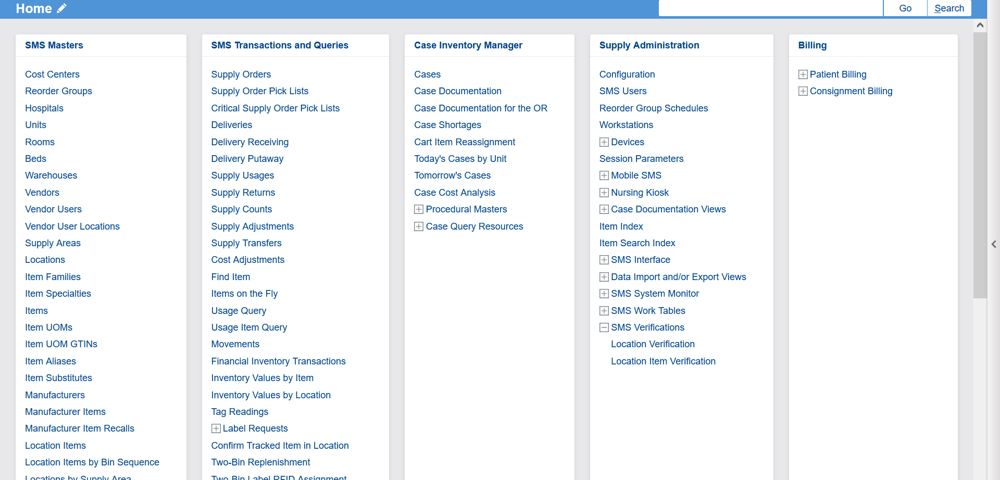 Home
Go
Search
SMS Masters
Cost Centers
Reorder Groups
Hospitals
Units
Rooms
Beds
Warehouses
Vendors
Vendor Users
Vendor User Locations
Supply Areas
Locations
Item Families
Item Specialties
Items
Item UOMs
Item UOM GTINs
Item Aliases
Item Substitutes
Manufacturers
Manufacturer Items
Manufacturer Item Recalls
Location Items
Location Items by Bin Sequence
Locations by Supply Area
SMS Transactions and Queries
Supply Orders
Supply Order Pick Lists
Critical Supply Order Pick Lists
Deliveries
Delivery Receiving
Delivery Putaway
Supply Usages
Supply Returns
Supply Counts
Supply Adjustments
Supply Transfers
Cost Adjustments
Find Item
Items on the Fly
Usage Query
Usage Item Query
Movements
Financial Inventory Transactions
Inventory Values by Item
Inventory Values by Location
Tag Readings
Label Requests
Confirm Tracked Item in Location
Two-Bin Replenishment
Two-Bin Label RFID Assignment
Case Inventory Manager
Cases
Case Documentation
Case Documentation for the OR
Case Shortages
Cart Item Reassignment
Today's Cases by Unit
Tomorrow's Cases
Case Cost Analysis
Procedural Masters
Case Query Resources
Supply Administration
Configuration
SMS Users
Reorder Group Schedules
Workstations
Devices
Session Parameters
Mobile SMS
Nursing Kiosk
Case Documentation Views
Item Index
Item Search Index
SMS Interface
Data Import and/or Export Views
SMS System Monitor
SMS Work Tables
SMS Verifications
Location Verification
Location Item Verification
Billing
Patient Billing
Consignment Billing